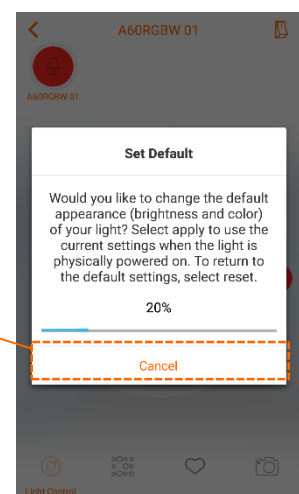 A60RGBW 01
A60RGBW 01
Set Default
Would you like to change the default
appearance (brightness and color)
of your light? Select apply to use the
current settings when the light is
physically powered on. To return to
the default settings, select reset.
20%
Cancel
Light Control